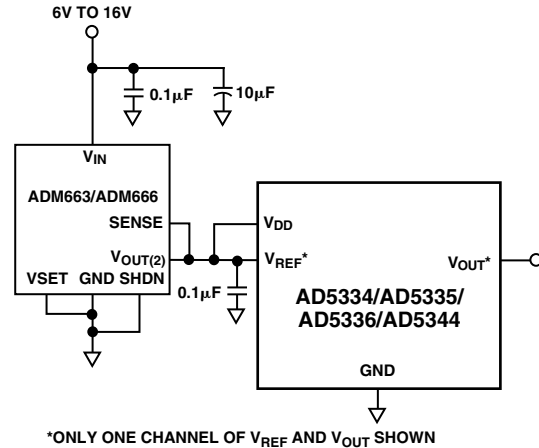 6V TO 16V
0.1µF
10µF
VIN
ADM663/ADM666
SENSE
VOUT(2)
VSET GND SHDN
0.1µF
VDD
VREF*
VOUT*
AD5334/AD5335/
AD5336/AD5344
GND
*ONLY ONE CHANNEL OF VREF AND VOUT SHOWN